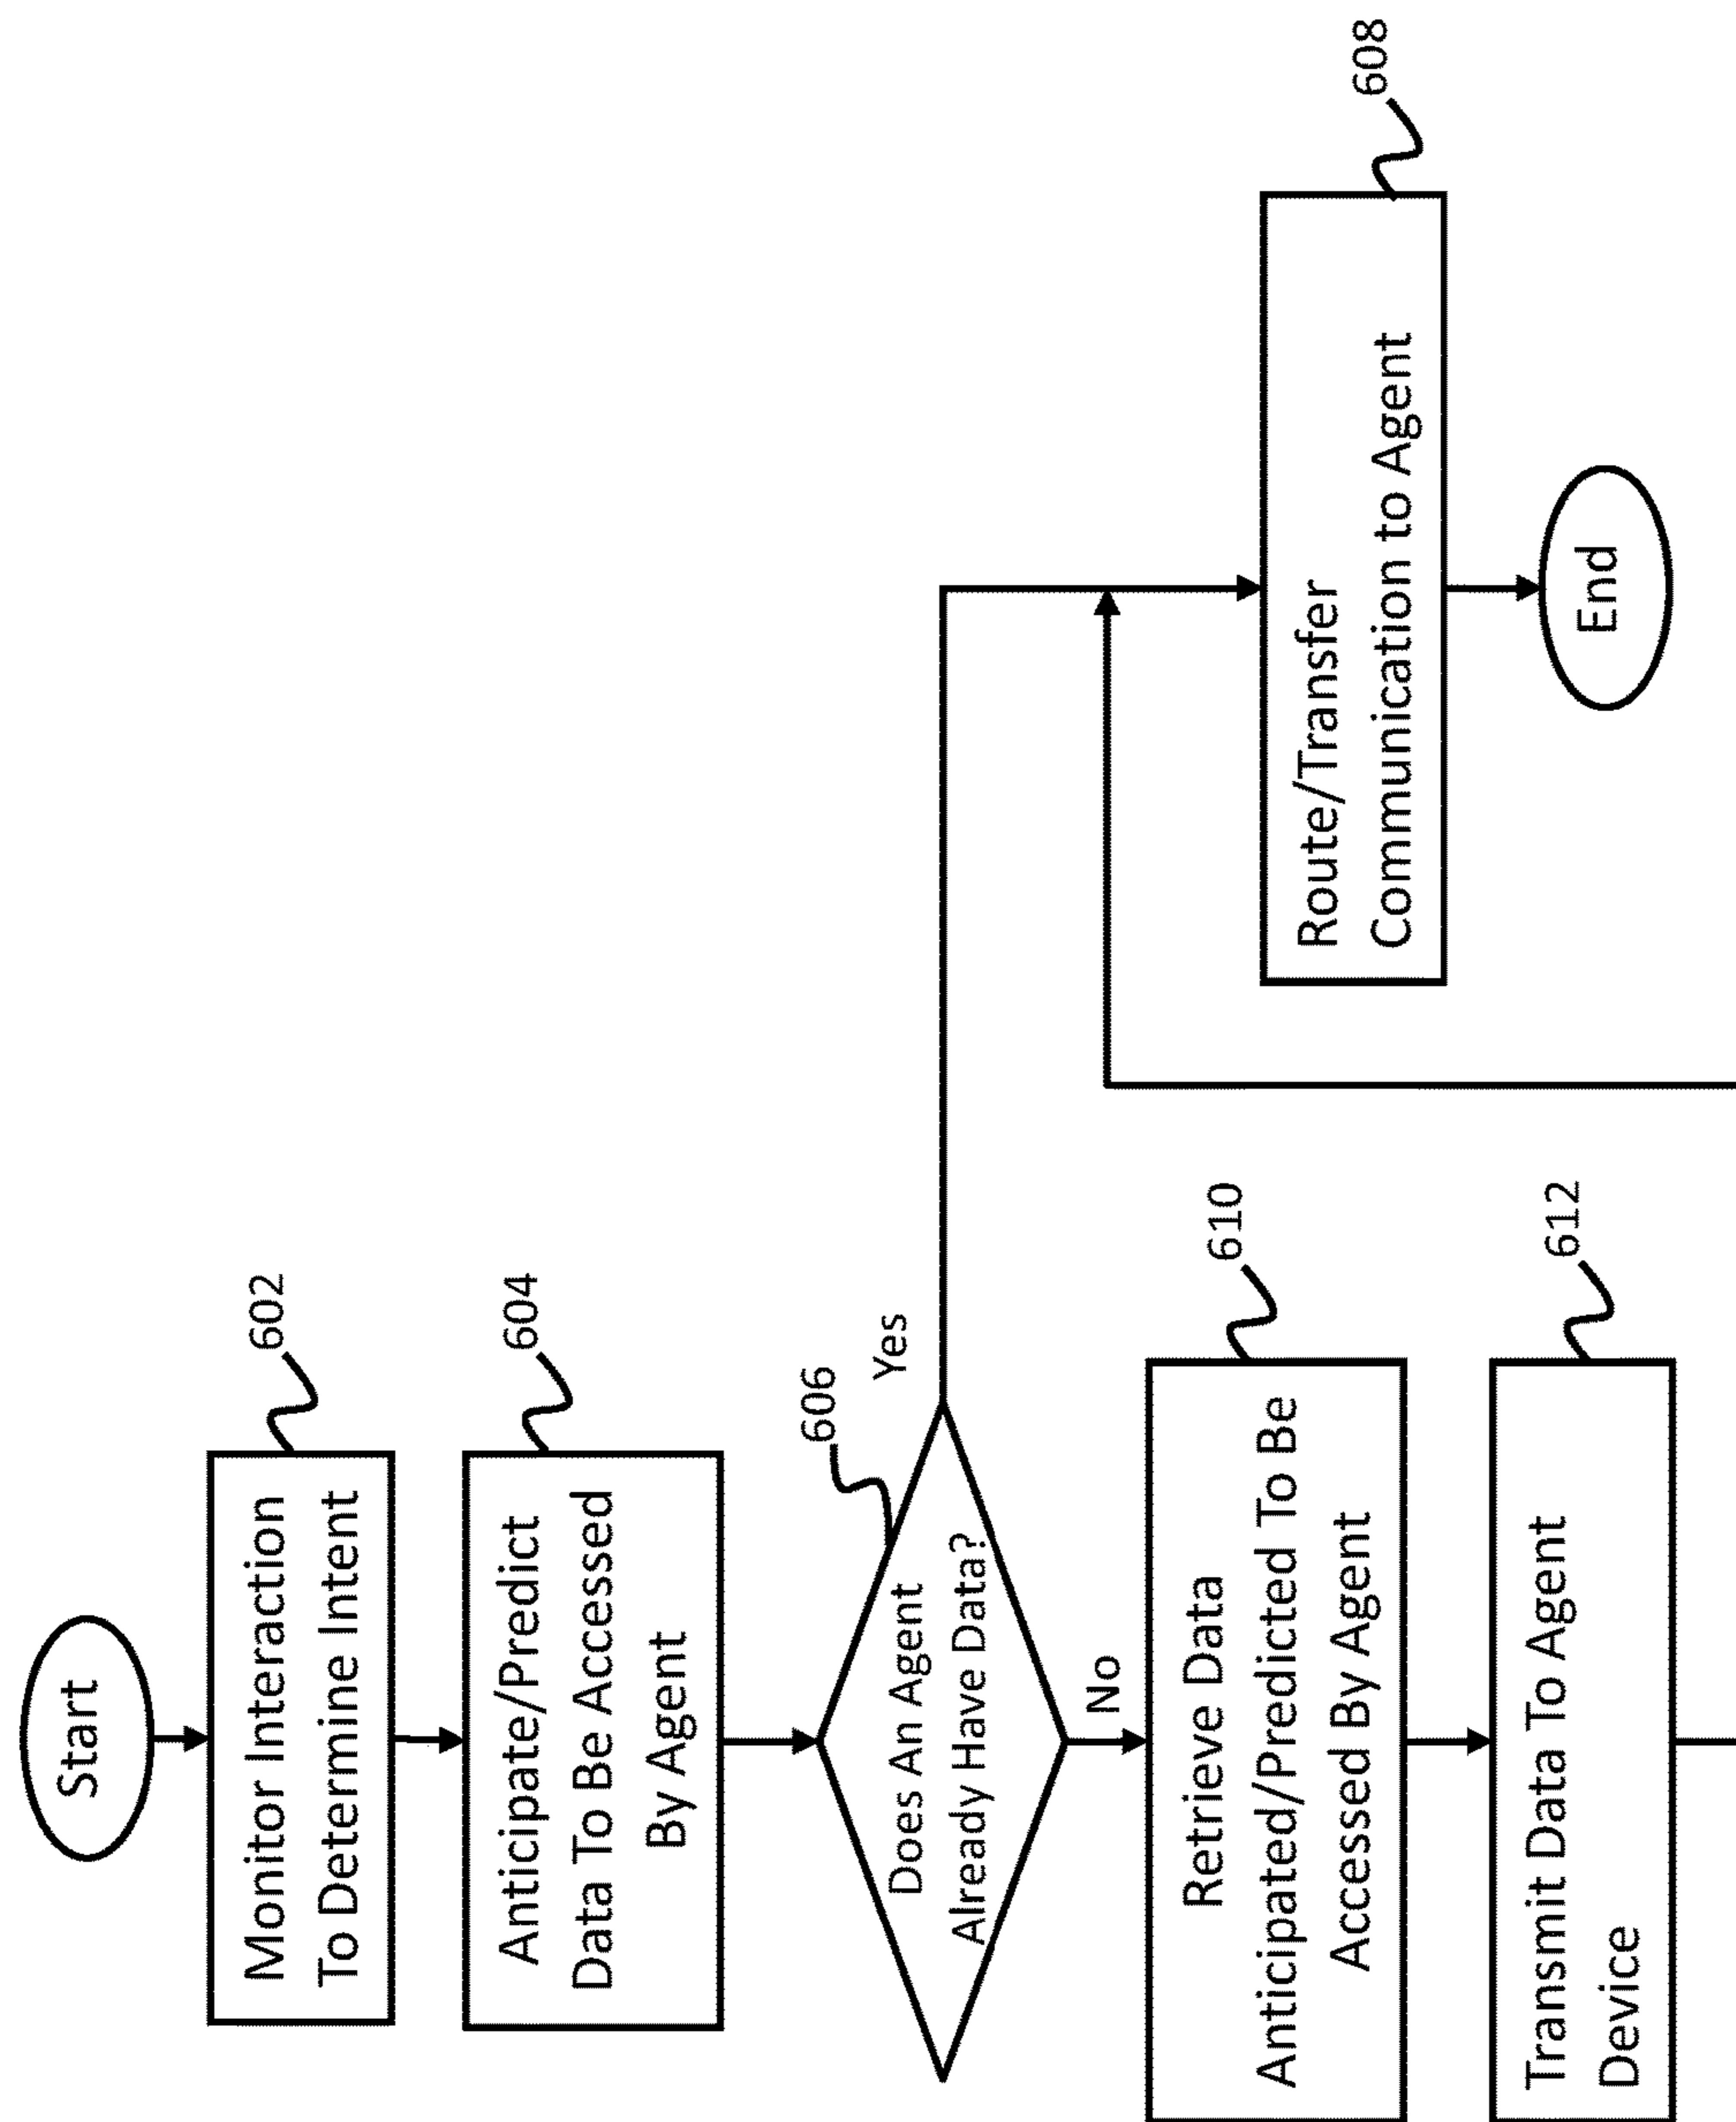 Start
Monitor Interaction
To Determine Intent
602
Anticipate/Predict
Data To Be Accessed
By Agent
604
Does An Agent
Already Have Data?
606
Yes
No
Retrieve Data
Anticipated/Predicted To Be
Accessed By Agent
610
Transmit Data To Agent
Device
612
Route/Transfer
Communication to Agent
608
End